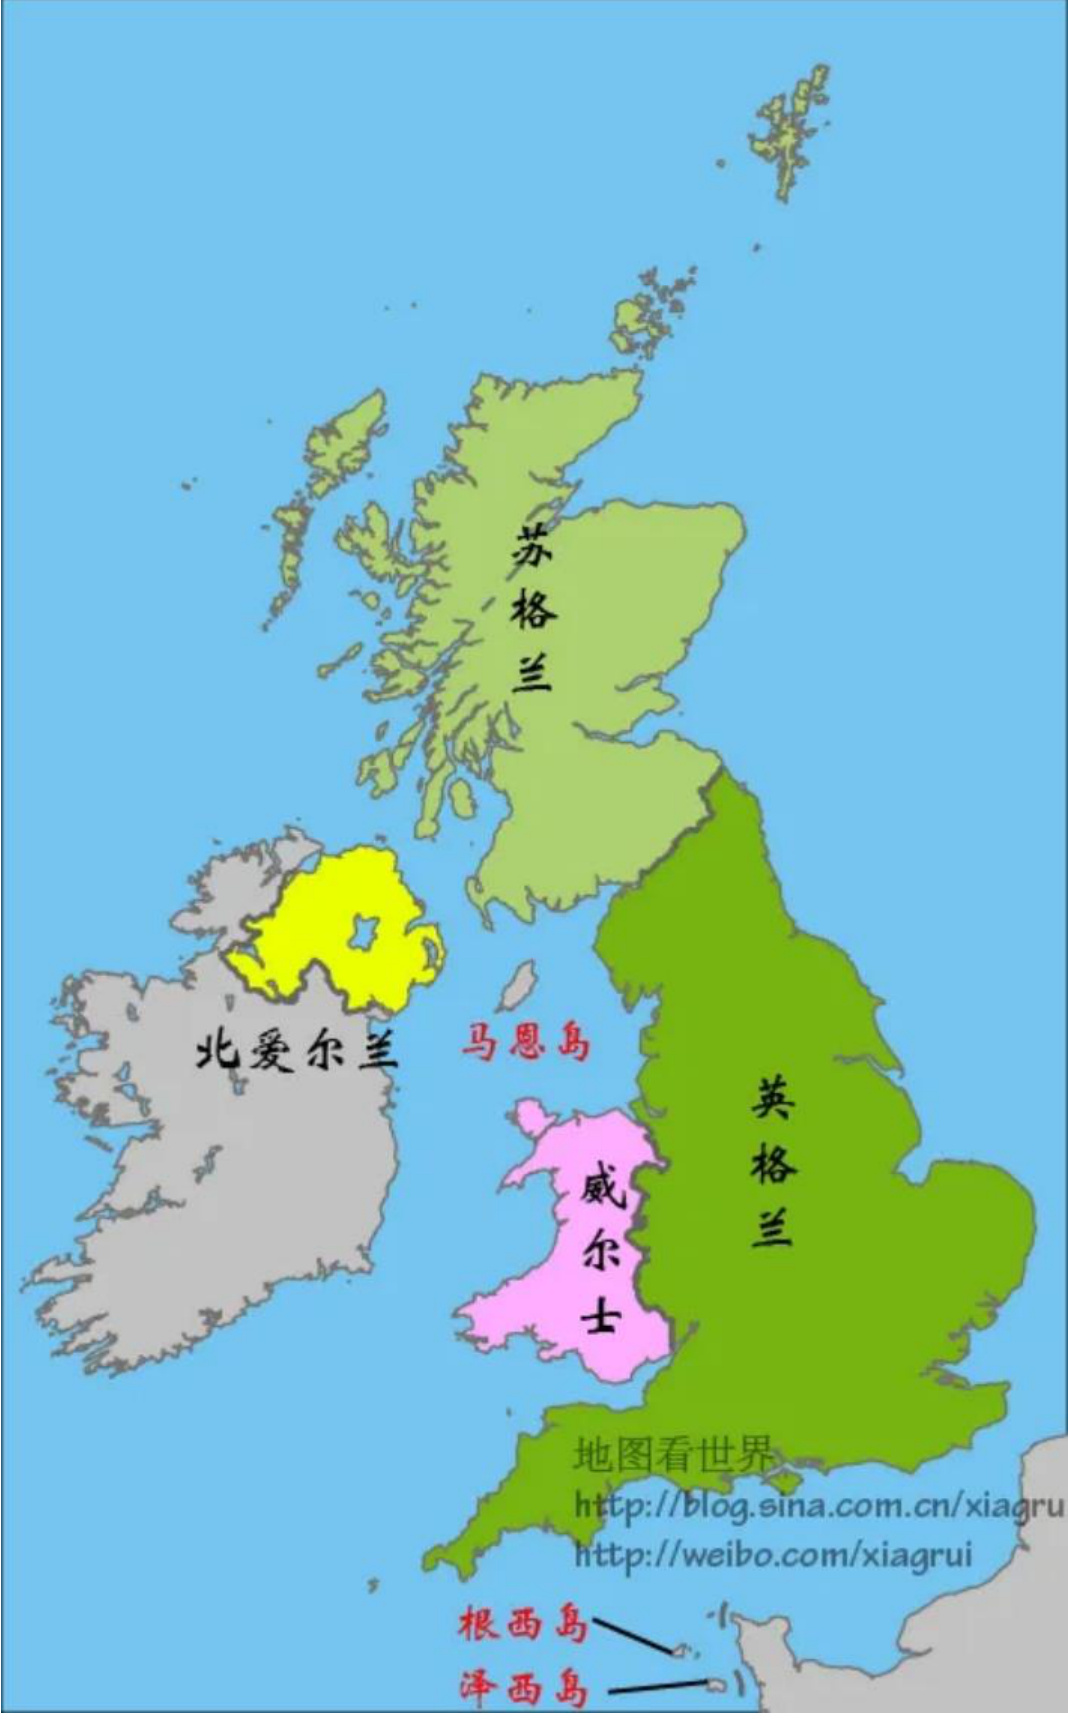 苏格兰
北爱尔兰
马恩岛
英格兰
威尔士
地图看世界
http://blog.sina.com.cn/xiagru
http://weibo.com/xiagrui
根西岛
泽西岛